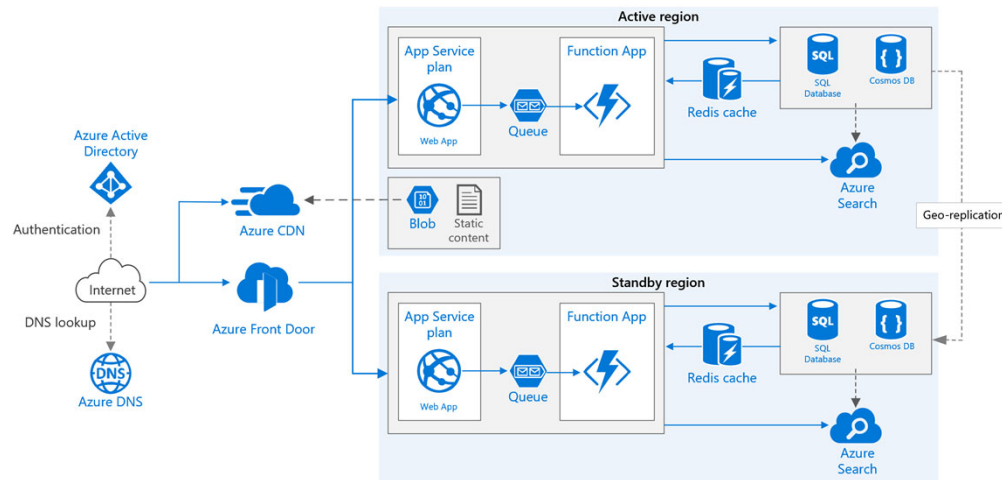 Active region
App Service
plan
Web App
Queue
Function App
Redis cache
SQL
SQL
Database
{ }
Cosmos DB
Azure
Search
Azure Active
Directory
Authentication
Internet
DNS lookup
DNS
Azure DNS
Azure CDN
Azure Front Door
10
01
Blob
Static
content
Geo-replication
Standby region
App Service
plan
Web App
Queue
Function App
Redis cache
SQL
SQL
Database
{ }
Cosmos DB
Azure
Search